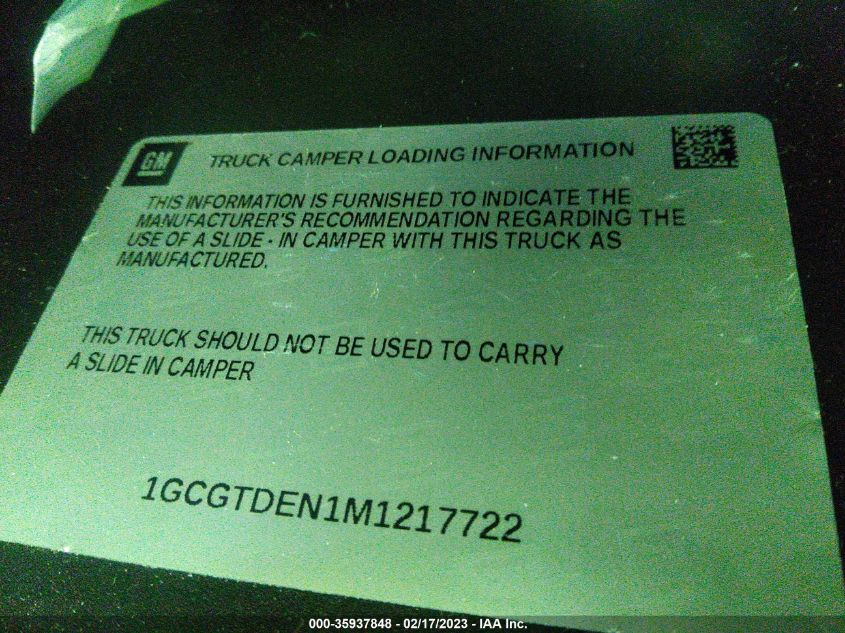 GM
TRUCK CAMPER LOADING INFORMATION
THIS INFORMATION IS FURNISHED TO INDICATE THE
MANUFACTURER'S RECOMMENDATION REGARDING THE
USE OF A SLIDE - IN CAMPER WITH THIS TRUCK AS
MANUFACTURED.
THIS TRUCK SHOULD NOT BE USED TO CARRY
A SLIDE IN CAMPER
1GCGTDEN1M1217722
000-35937848 - 02/17/2023 - IAA Inc.